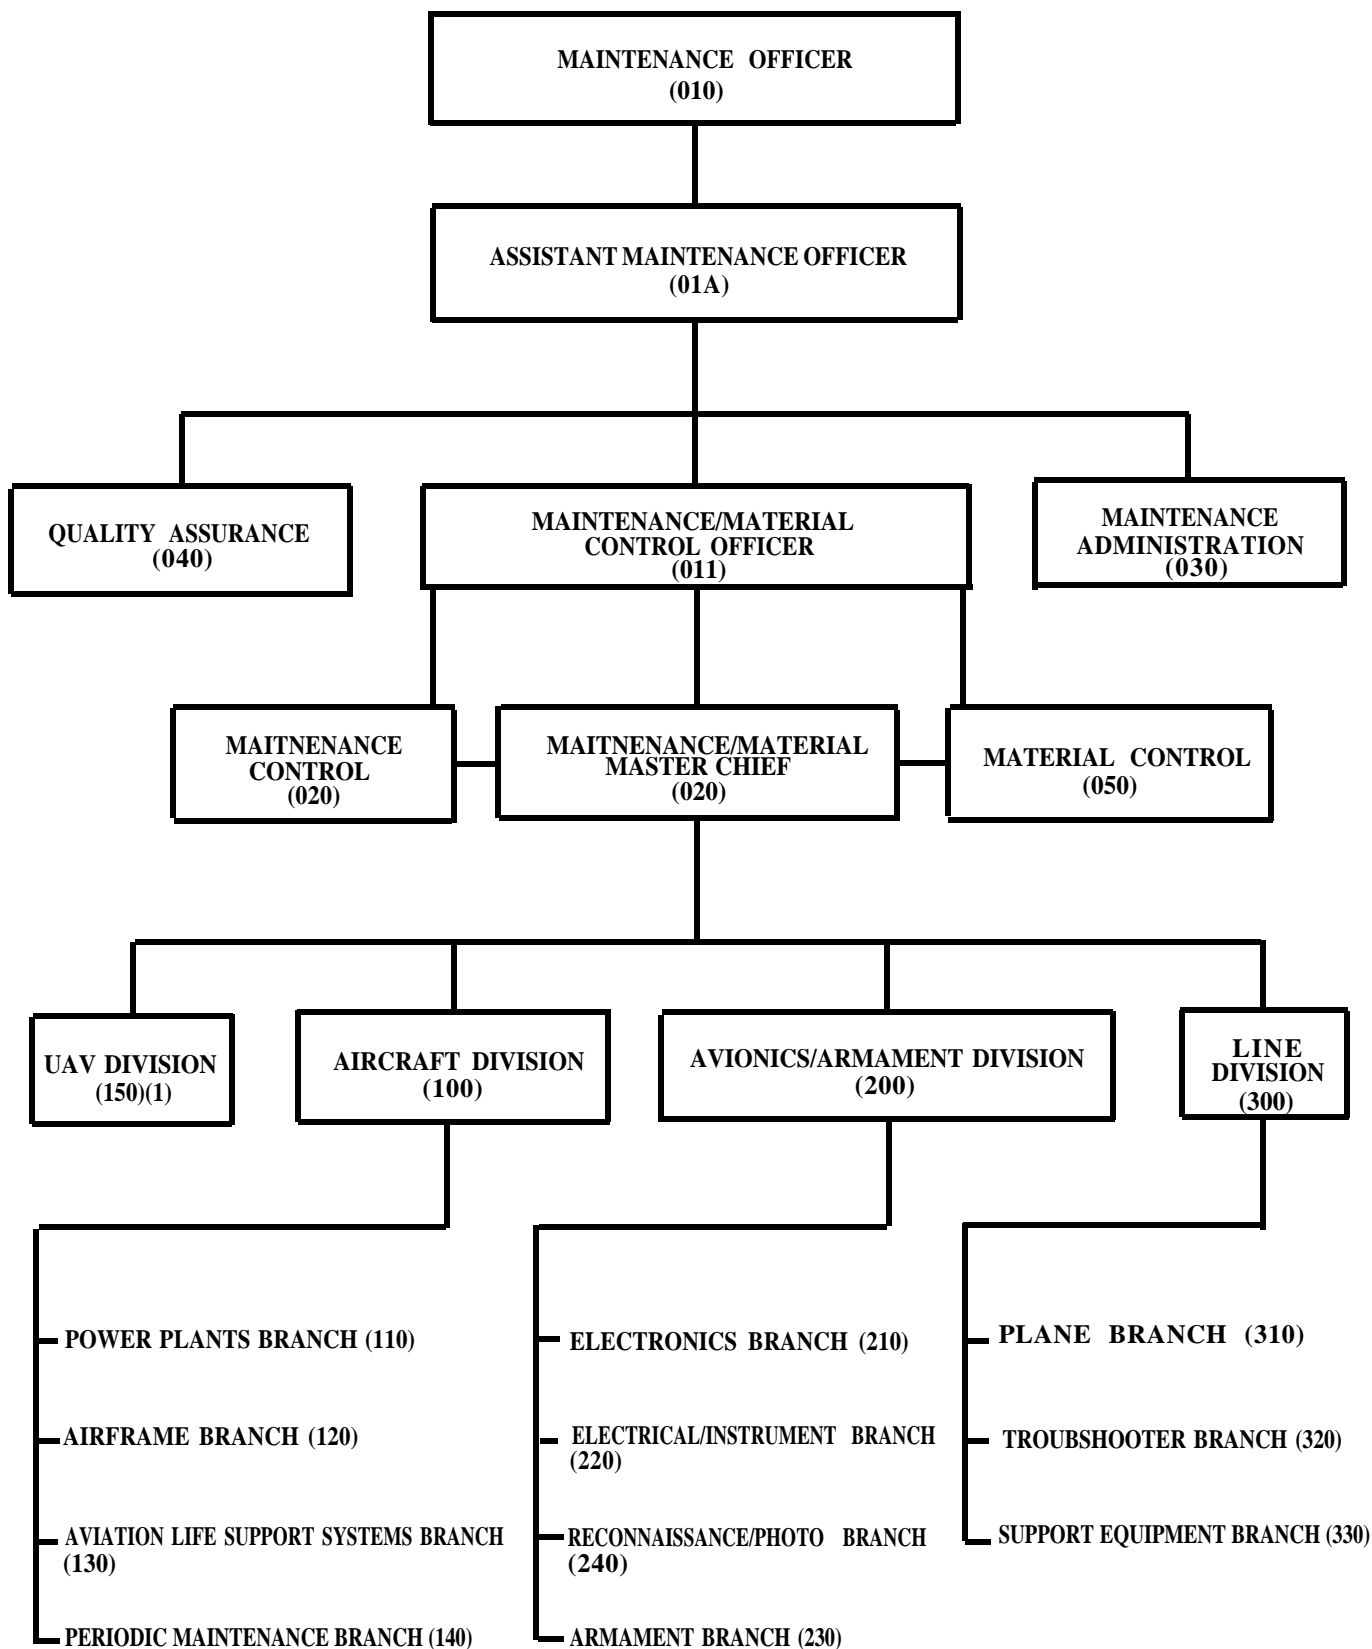 MAINTENANCE OFFICER
(010)
ASSISTANT MAINTENANCE OFFICER
(01A)
QUALITY ASSURANCE
(040)
MAINTENANCE/MATERIAL
CONTROL OFFICER
(011)
MAINTENANCE
ADMINISTRATION
(030)
MAITNENANCE
CONTROL
(020)
MAITNENANCE/MATERIAL
MASTER CHIEF
(020)
MATERIAL CONTROL
(050)
UAV DIVISION
(150)(1)
AIRCRAFT DIVISION
(100)
AVIONICS/ARMAMENT DIVISION
(200)
LINE
DIVISION
(300)
POWER PLANTS BRANCH (110)
AIRFRAME BRANCH (120)
AVIATION LIFE SUPPORT SYSTEMS BRANCH
(130)
PERIODIC MAINTENANCE BRANCH (140)
ELECTRONICS BRANCH (210)
ELECTRICAL/INSTRUMENT BRANCH
(220)
RECONNAISSANCE/PHOTO BRANCH
(240)
ARMAMENT BRANCH (230)
PLANE BRANCH (310)
TROUBSHOOTER BRANCH (320)
SUPPORT EQUIPMENT BRANCH (330)